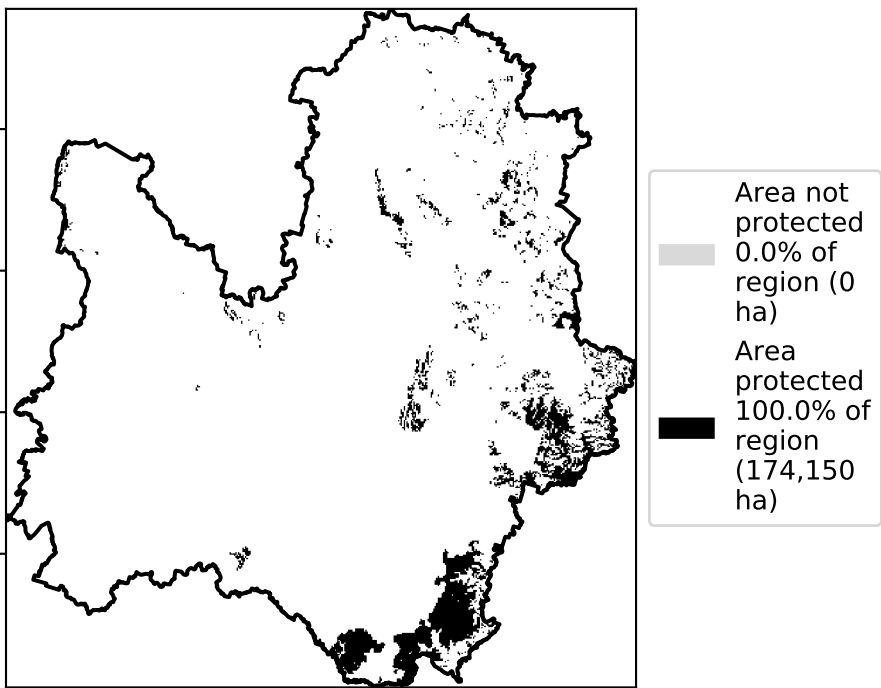 Area not
protected
0.0% of
region (0
ha)
Area
protected
100.0% of
region
(174,150
ha)